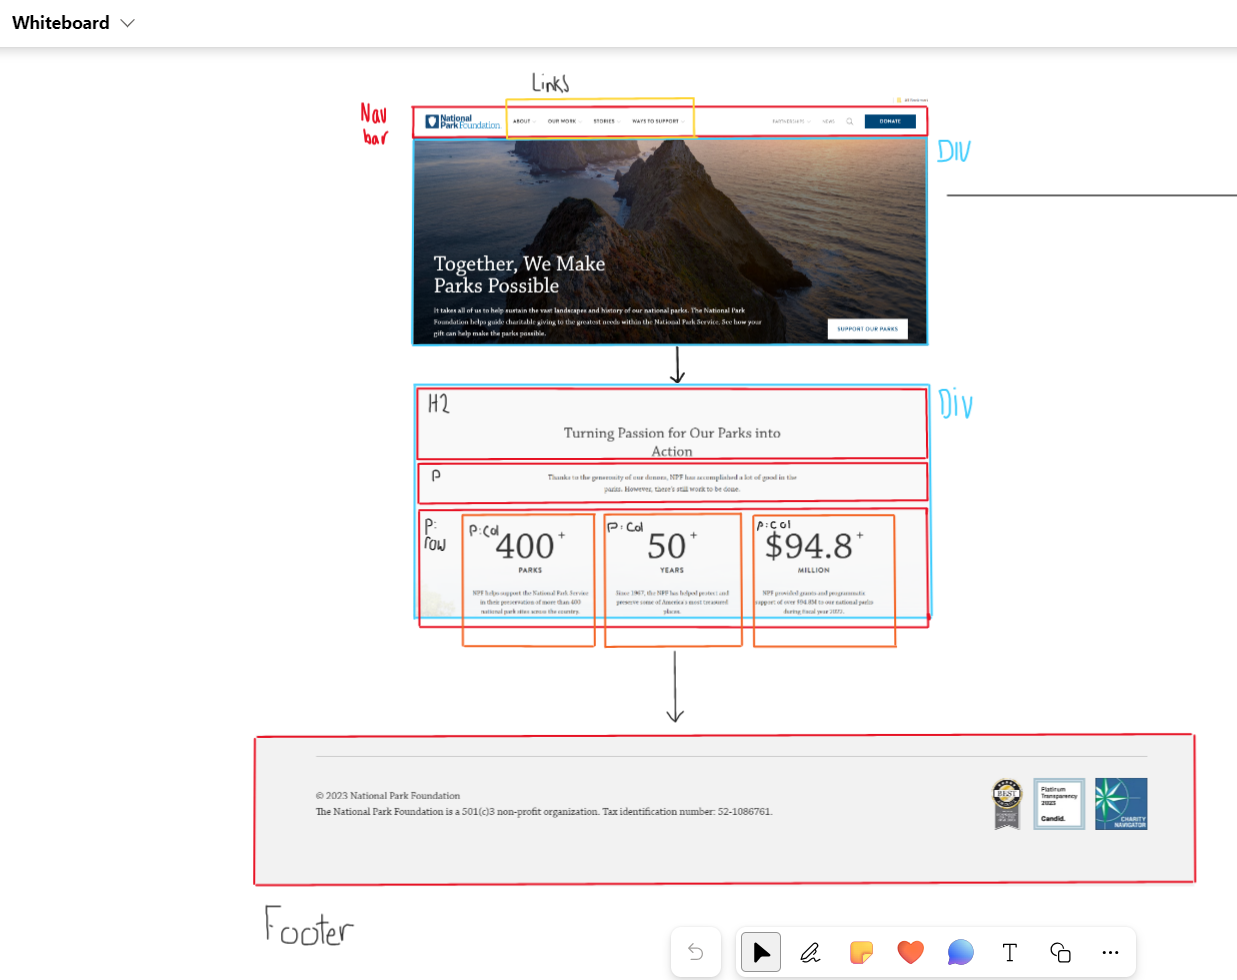 Whiteboard
Links
Nav
bar
National
Park Foundation
ABOUT
OUR WORK
STORIES
WAYS TO SUPPORT
PARTNERSHIPS
NEWS
DONATE
DIV
Together, We Make
Parks Possible
It takes all of us to help sustain the vast landscapes and history of our national parks. The National Park
Foundation helps guide charitable giving to the greatest needs within the National Park Service. See how your
gift can help make the parks possible.
SUPPORT OUR PARKS
H2
Div
Turning Passion for Our Parks into
Action
P
Thanks to the generosity of our donors, NPF has accomplished a lot of good in the
parks. However, there's still work to be done.
P:
row
P:Col
400+
PARKS
NPF helps support the National Park Service
in their preservation of more than 400
national park sites across the country.
P:Col
50+
YEARS
Since 1967, the NPF has helped protect and
preserve some of America's most treasured
places.
P:Col
$94.8+
MILLION
NPF provided grants and programmatic
support of over $94.8M to our national parks
during fiscal year 2022.
© 2023 National Park Foundation
The National Park Foundation is a 501(c)3 non-profit organization. Tax identification number: 52-1086761.
BEST
Platinum
Transparency
2023
Candid.
CHARITY
NAVIGATOR
Footer
T